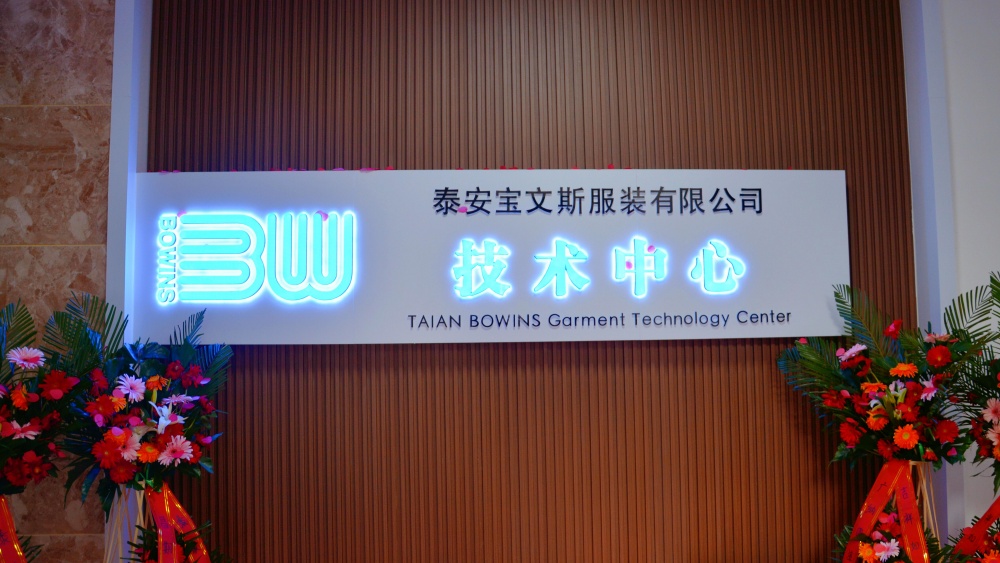 BOWINS
BW
泰安宝文斯服装有限公司
技术中心
TAIAN BOWINS Garment Technology Center